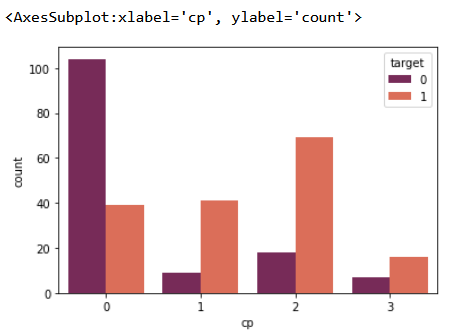 <AxesSubplot:xlabel='cp', ylabel='count'>
target
0
1
100
80
60
40
20
0
count
0 1 2 3
cp